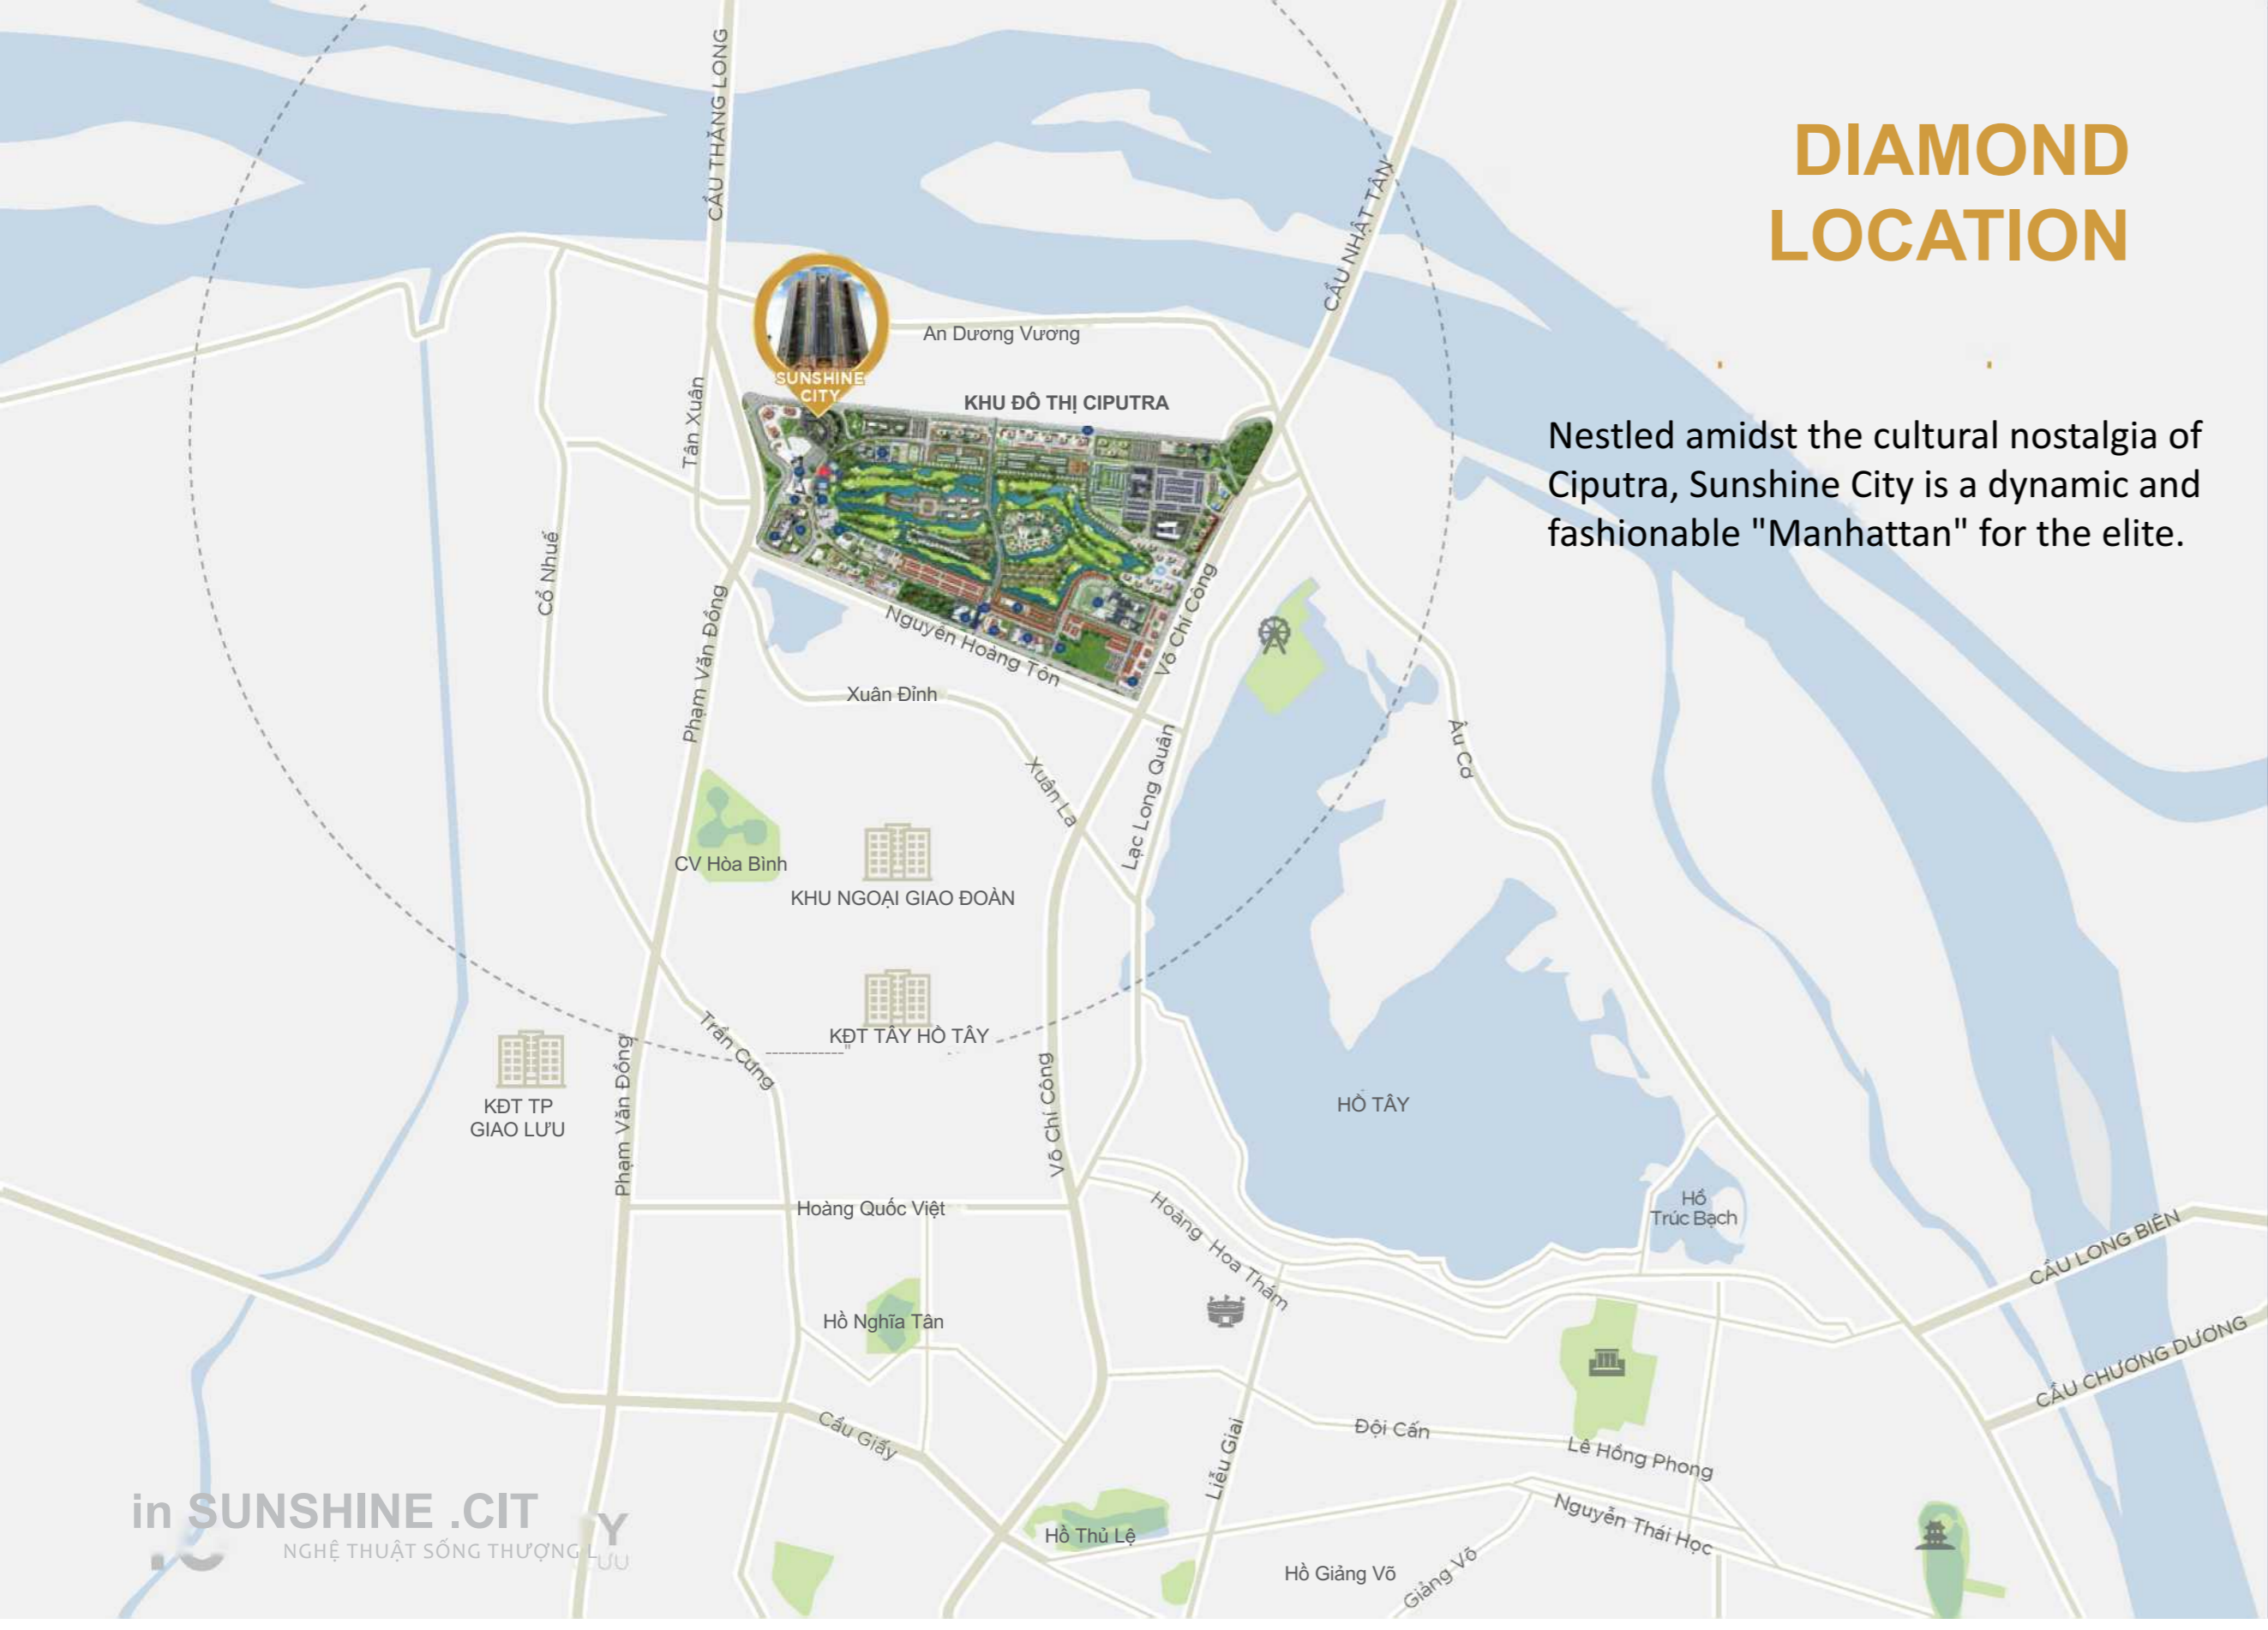 DIAMOND
LOCATION
Nestled amidst the cultural nostalgia of
Ciputra, Sunshine City is a dynamic and
fashionable "Manhattan" for the elite.
CẦU THĂNG LONG
CẦU NHẬT TÂN
SUNSHINE
CITY
An Dương Vương
KHU ĐÔ THỊ CIPUTRA
Tân Xuân
Cổ Nhuế
Phạm Văn Đồng
Nguyễn Hoàng Tôn
Võ Chí Công
Xuân Đỉnh
Xuân La
Lạc Long Quân
Âu Cơ
CV Hòa Bình
KHU NGOẠI GIAO ĐOÀN
KĐT TÂY HỒ TÂY
Trần Cung
KĐT TP
GIAO LƯU
Phạm Văn Đồng
Võ Chí Công
HỒ TÂY
Hoàng Quốc Việt
Hoàng Hoa Thám
Hồ
Trúc Bạch
CẦU LONG BIÊN
CẦU CHƯƠNG DƯƠNG
Hồ Nghĩa Tân
Cầu Giấy
Liễu Giai
Đội Cấn
Lê Hồng Phong
Nguyễn Thái Học
Hồ Thủ Lệ
Hồ Giảng Võ
Giảng Võ
in SUNSHINE .CIT Y
NGHỆ THUẬT SỐNG THƯỢNG LƯU